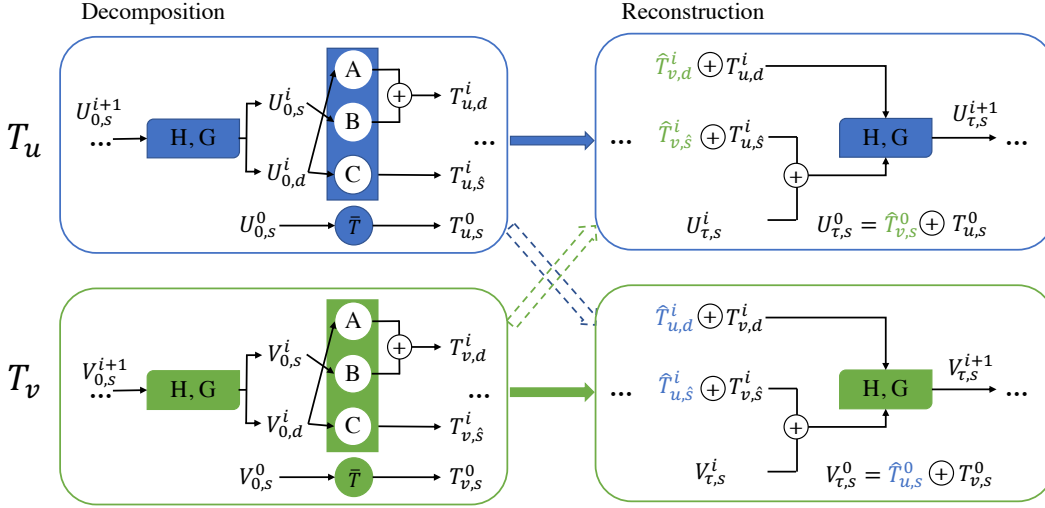 Decomposition
Reconstruction
T_u
U_{0,s}^{i+1}
...
H, G
U_{0,s}^{i}
U_{0,d}^{i}
A
B
C
+
T_{u,d}^{i}
...
T_{u,ŝ}^{i}
U_{0,s}^{0}
T̄
T_{u,s}^{0}
...
T̂_{v,d}^{i} ⊕ T_{u,d}^{i}
T̂_{v,ŝ}^{i} ⊕ T_{u,ŝ}^{i}
+
U_{τ,s}^{i}
H, G
U_{τ,s}^{i+1}
...
U_{τ,s}^{0} = T̂_{v,s}^{0} ⊕ T_{u,s}^{0}
T_v
V_{0,s}^{i+1}
...
H, G
V_{0,s}^{i}
V_{0,d}^{i}
A
B
C
+
T_{v,d}^{i}
...
T_{v,ŝ}^{i}
V_{0,s}^{0}
T̄
T_{v,s}^{0}
...
T̂_{u,d}^{i} ⊕ T_{v,d}^{i}
T̂_{u,ŝ}^{i} ⊕ T_{v,ŝ}^{i}
+
V_{τ,s}^{i}
H, G
V_{τ,s}^{i+1}
...
V_{τ,s}^{0} = T̂_{u,s}^{0} ⊕ T_{v,s}^{0}